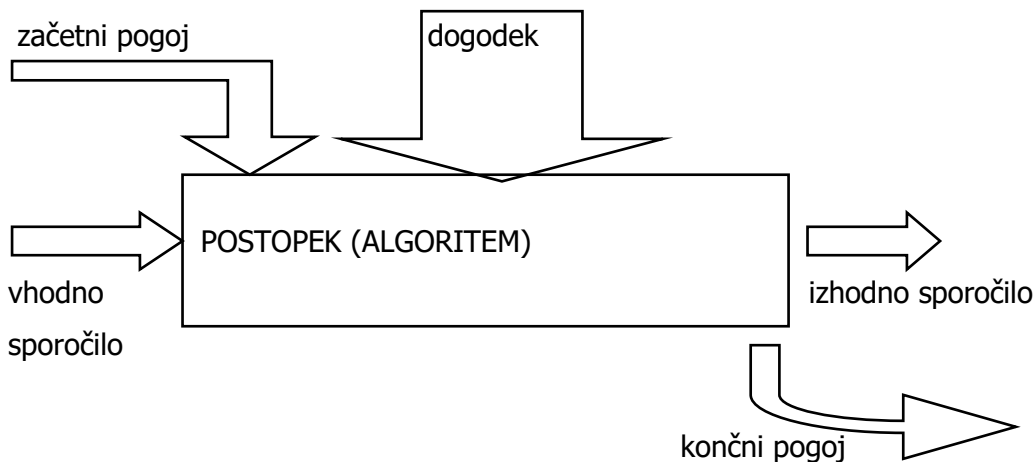 začetni pogoj
dogodek
POSTOPEK (ALGORITEM)
vhodno
sporočilo
izhodno sporočilo
končni pogoj